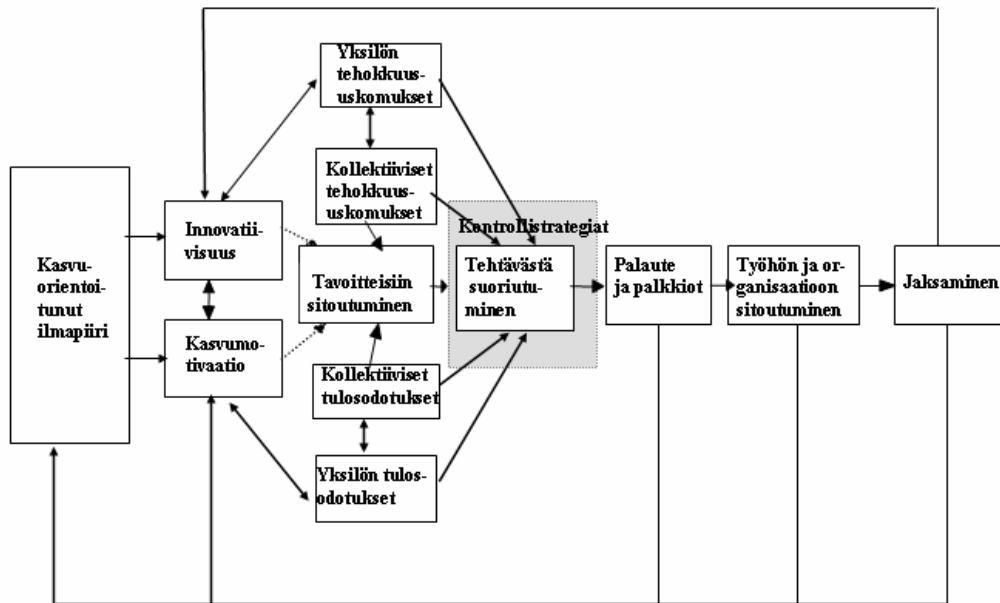 Yksilön
tehokkuus-
uskomukset
Kollektiiviset
tehokkuus-
uskomukset
Kontrollistrategiat
Kasvu-
orientoi-
tunut
ilmapiiri
Innovatii-
visuus
Kasvumo-
tivaatio
Tavoitteisiin
sitoutuminen
Tehtävästä
suoriutu-
minen
Palaute
ja palkkiot
Työhön ja or-
ganisaatioon
sitoutuminen
Jaksaminen
Kollektiiviset
tulosodotukset
Yksilön tulos-
odotukset